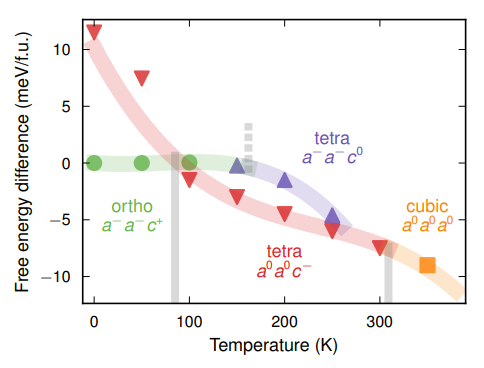 Free energy difference (meV/f.u.)
10
5
0
−5
−10
tetra
a⁻a⁻c⁰
ortho
a⁻a⁻c⁺
cubic
a⁰a⁰a⁰
tetra
a⁰a⁰c⁻
0
100
200
300
Temperature (K)